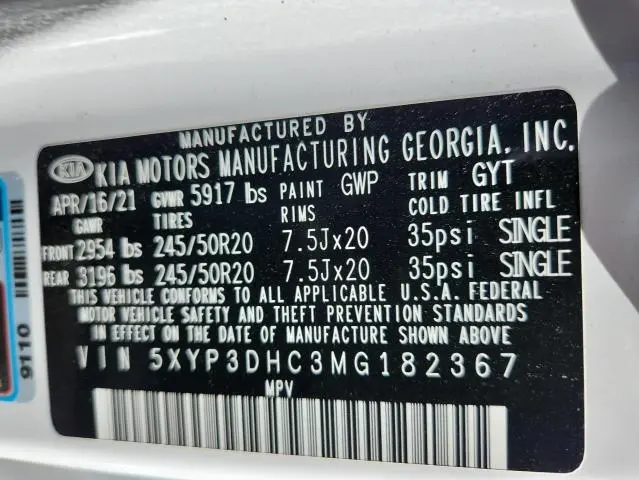 MANUFACTURED BY
KIA KIA MOTORS MANUFACTURING GEORGIA, INC.
APR/16/21 GVWR 5917 lbs PAINT GWP TRIM GYT
GAWR TIRES RIMS COLD TIRE INFL
FRONT 2954 lbs 245/50R20 7.5Jx20 35psi SINGLE
REAR 3196 lbs 245/50R20 7.5Jx20 35psi SINGLE
THIS VEHICLE CONFORMS TO ALL APPLICABLE U.S.A. FEDERAL
MOTOR VEHICLE SAFETY AND THEFT PREVENTION STANDARDS
IN EFFECT ON THE DATE OF MANUFACTURE SHOWN ABOVE.
VIN 5XYP3DHC3MG182367
MPV
9110